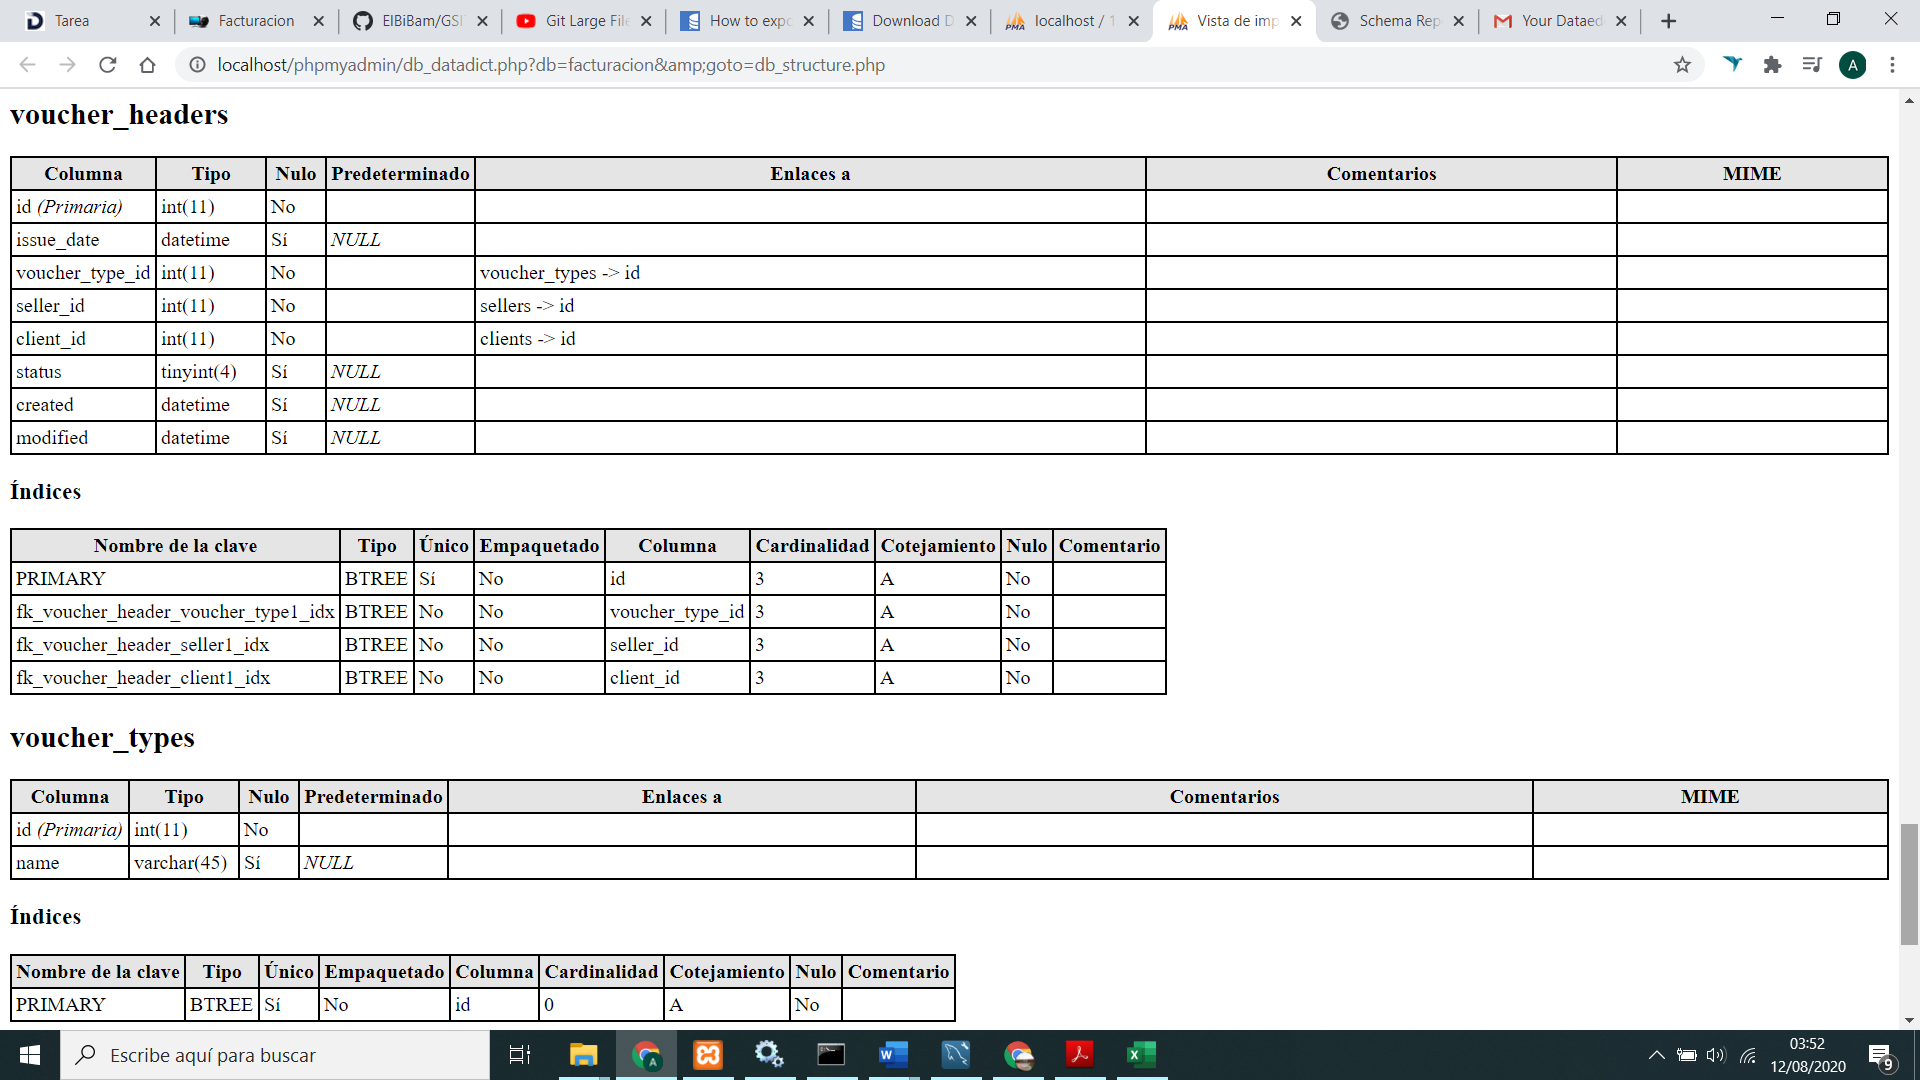 Tarea
Facturacion
ElBiBam/GSI
Git Large File
How to expo
Download D
localhost / 1
Vista de imp
Schema Rep
Your Dataed
localhost/phpmyadmin/db_datadict.php?db=facturacion&amp;goto=db_structure.php
A
voucher_headers
Columna Tipo Nulo Predeterminado Enlaces a Comentarios MIME
id (Primaria) int(11) No
issue_date datetime Sí NULL
voucher_type_id int(11) No voucher_types -> id
seller_id int(11) No sellers -> id
client_id int(11) No clients -> id
status tinyint(4) Sí NULL
created datetime Sí NULL
modified datetime Sí NULL
Índices
Nombre de la clave Tipo Único Empaquetado Columna Cardinalidad Cotejamiento Nulo Comentario
PRIMARY BTREE Sí No id 3 A No
fk_voucher_header_voucher_type1_idx BTREE No No voucher_type_id 3 A No
fk_voucher_header_seller1_idx BTREE No No seller_id 3 A No
fk_voucher_header_client1_idx BTREE No No client_id 3 A No
voucher_types
Columna Tipo Nulo Predeterminado Enlaces a Comentarios MIME
id (Primaria) int(11) No
name varchar(45) Sí NULL
Índices
Nombre de la clave Tipo Único Empaquetado Columna Cardinalidad Cotejamiento Nulo Comentario
PRIMARY BTREE Sí No id 0 A No
Escribe aquí para buscar
03:52
12/08/2020
9